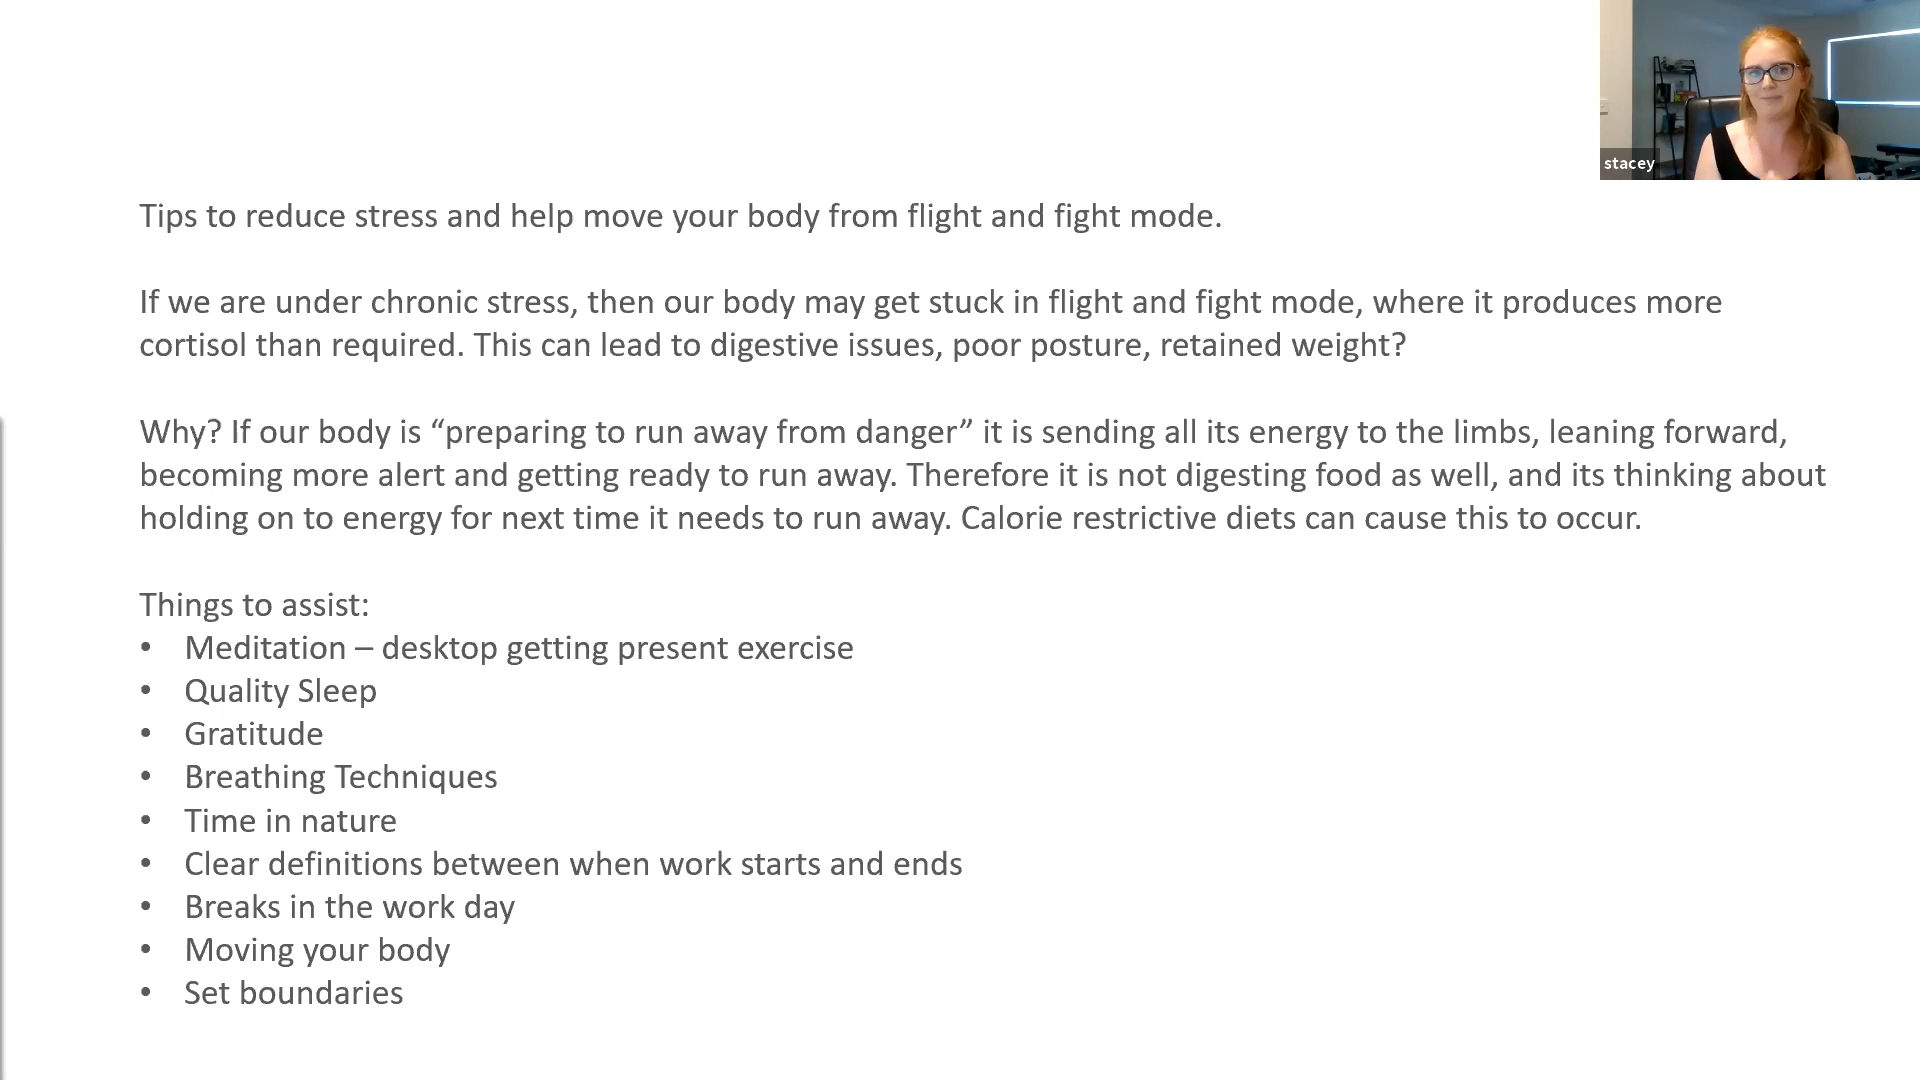 stacey
Tips to reduce stress and help move your body from flight and fight mode.
If we are under chronic stress, then our body may get stuck in flight and fight mode, where it produces more
cortisol than required. This can lead to digestive issues, poor posture, retained weight?
Why? If our body is “preparing to run away from danger” it is sending all its energy to the limbs, leaning forward,
becoming more alert and getting ready to run away. Therefore it is not digesting food as well, and its thinking about
holding on to energy for next time it needs to run away. Calorie restrictive diets can cause this to occur.
Things to assist:
• Meditation – desktop getting present exercise
• Quality Sleep
• Gratitude
• Breathing Techniques
• Time in nature
• Clear definitions between when work starts and ends
• Breaks in the work day
• Moving your body
• Set boundaries